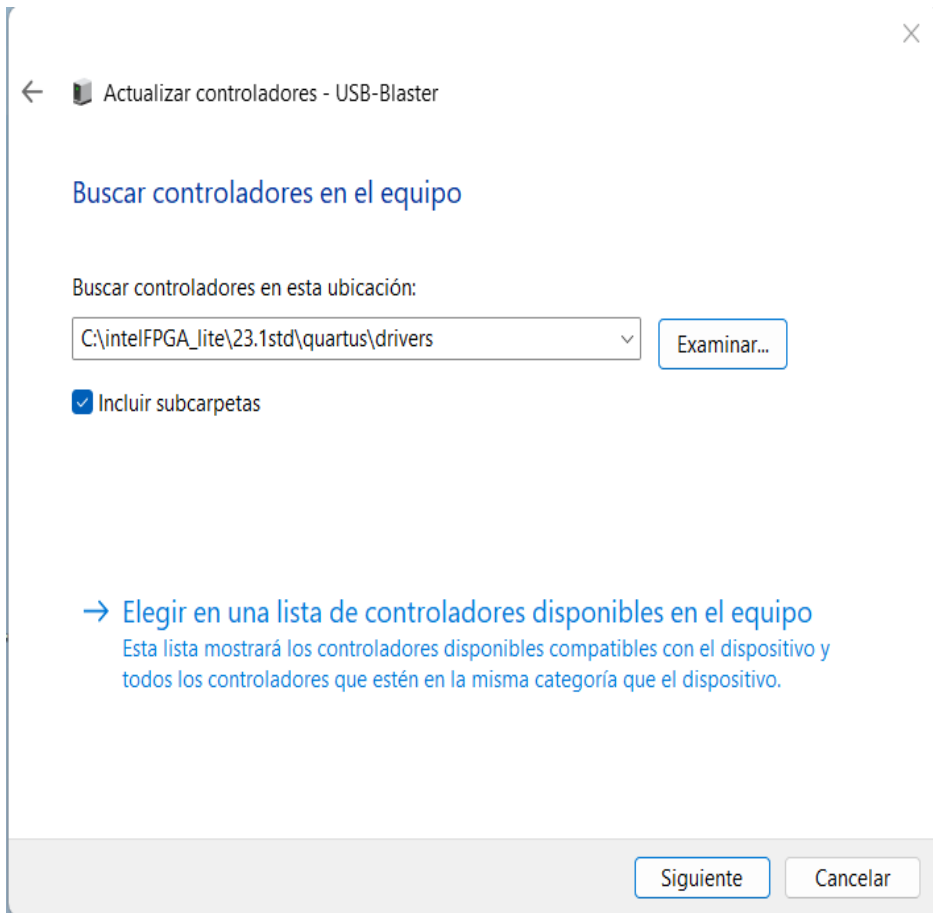 Actualizar controladores - USB-Blaster
Buscar controladores en el equipo
Buscar controladores en esta ubicación:
C:\intelFPGA_lite\23.1std\quartus\drivers
Examinar...
Incluir subcarpetas
Elegir en una lista de controladores disponibles en el equipo
Esta lista mostrará los controladores disponibles compatibles con el dispositivo y
todos los controladores que estén en la misma categoría que el dispositivo.
Siguiente
Cancelar